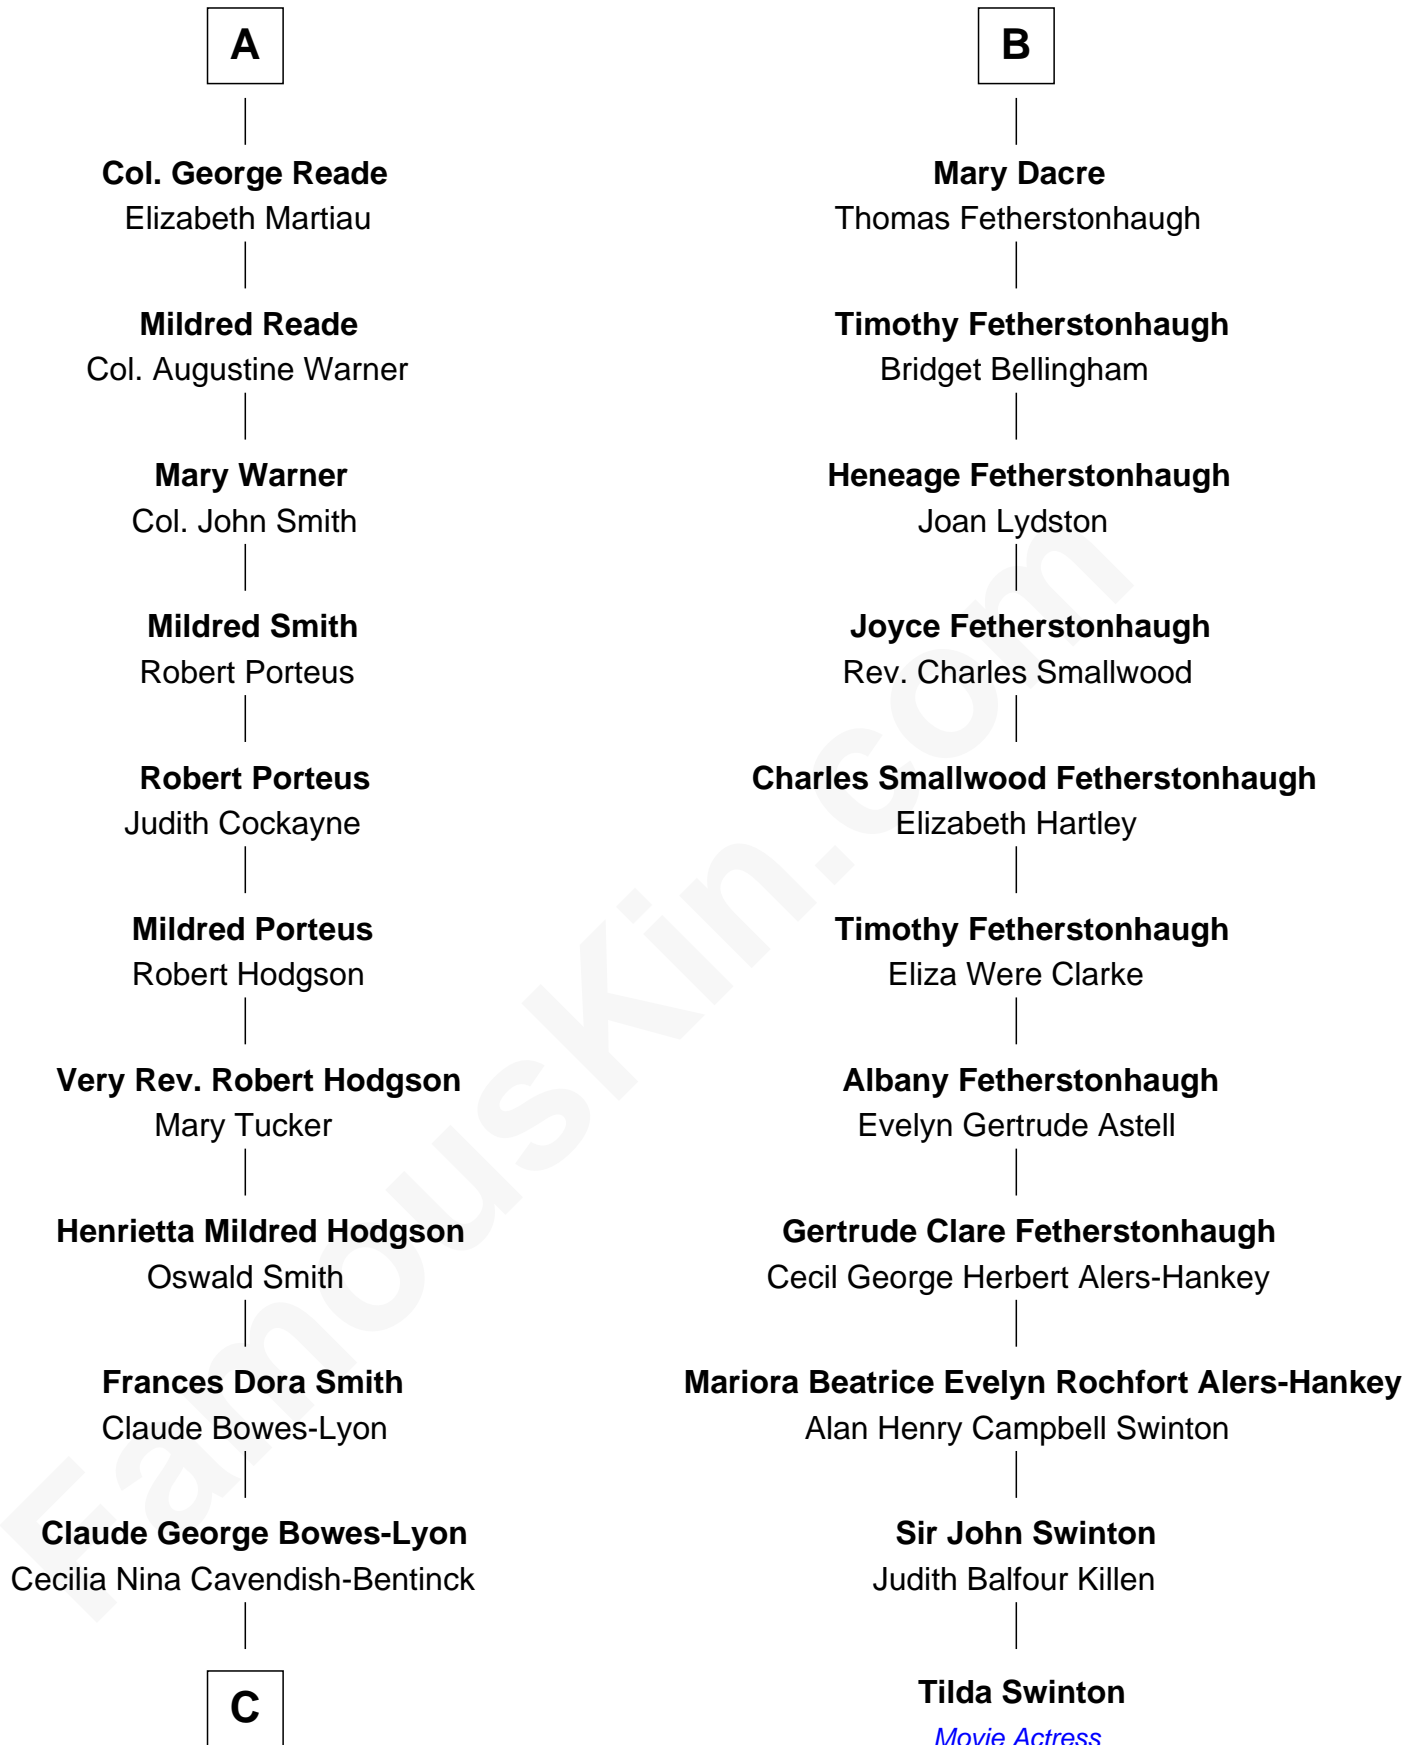 A
Col. George Reade
Elizabeth Martiau
Mildred Reade
Col. Augustine Warner
Mary Warner
Col. John Smith
Mildred Smith
Robert Porteus
Robert Porteus
Judith Cockayne
Mildred Porteus
Robert Hodgson
Very Rev. Robert Hodgson
Mary Tucker
Henrietta Mildred Hodgson
Oswald Smith
Frances Dora Smith
Claude Bowes-Lyon
Claude George Bowes-Lyon
Cecilia Nina Cavendish-Bentinck
C
B
Mary Dacre
Thomas Fetherstonhaugh
Timothy Fetherstonhaugh
Bridget Bellingham
Heneage Fetherstonhaugh
Joan Lydston
Joyce Fetherstonhaugh
Rev. Charles Smallwood
Charles Smallwood Fetherstonhaugh
Elizabeth Hartley
Timothy Fetherstonhaugh
Eliza Were Clarke
Albany Fetherstonhaugh
Evelyn Gertrude Astell
Gertrude Clare Fetherstonhaugh
Cecil George Herbert Alers-Hankey
Mariora Beatrice Evelyn Rochfort Alers-Hankey
Alan Henry Campbell Swinton
Sir John Swinton
Judith Balfour Killen
Tilda Swinton
Movie Actress
FamousKin.com